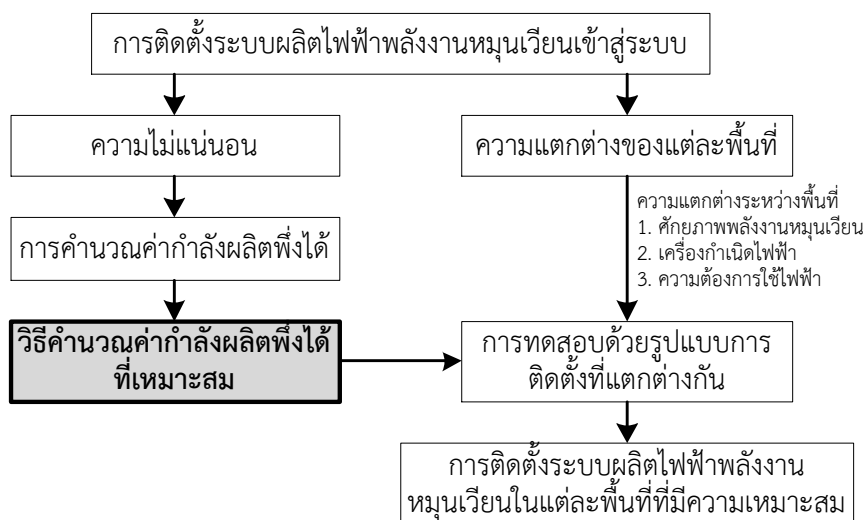 การติดตั้งระบบผลิตไฟฟ้าพลังงานหมุนเวียนเข้าสู่ระบบ
ความไม่แน่นอน
การคำนวณค่ากำลังผลิตพึ่งได้
วิธีคำนวณค่ากำลังผลิตพึ่งได้
ที่เหมาะสม
ความแตกต่างของแต่ละพื้นที่
ความแตกต่างระหว่างพื้นที่
1. ศักยภาพพลังงานหมุนเวียน
2. เครื่องกำเนิดไฟฟ้า
3. ความต้องการใช้ไฟฟ้า
การทดสอบด้วยรูปแบบการ
ติดตั้งที่แตกต่างกัน
การติดตั้งระบบผลิตไฟฟ้าพลังงาน
หมุนเวียนในแต่ละพื้นที่ที่มีความเหมาะสม